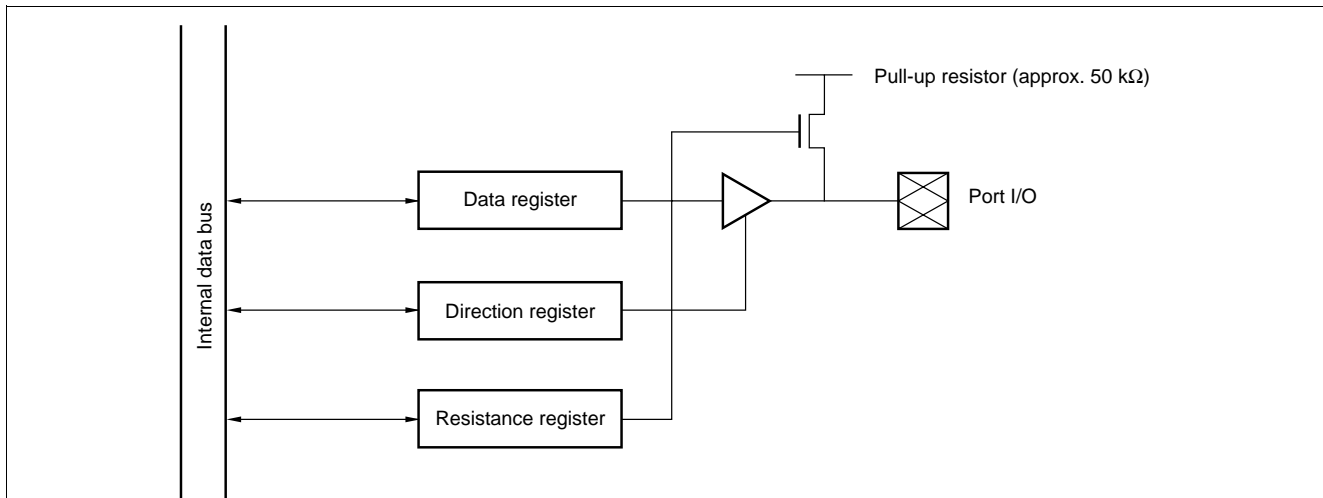 Pull-up resistor (approx. 50 kΩ)
Data register
Port I/O
Internal data bus
Direction register
Resistance register